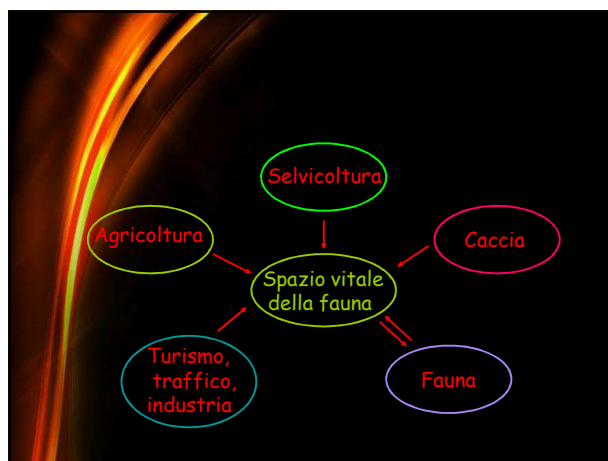 Selvicoltura
Agricoltura
Caccia
Spazio vitale
della fauna
Turismo,
traffico,
industria
Fauna